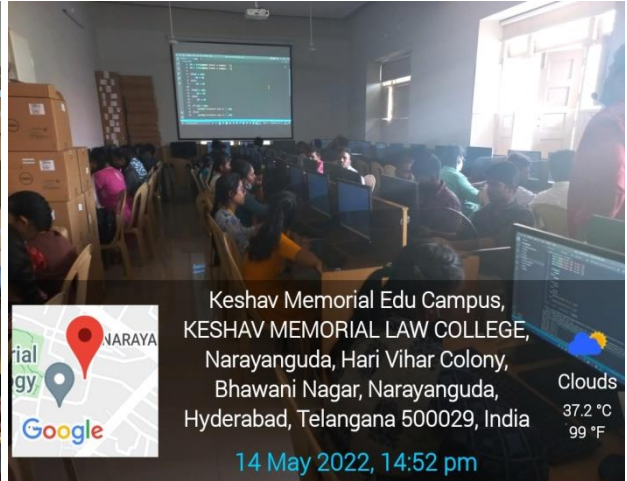 Keshav Memorial Edu Campus,
KESHAV MEMORIAL LAW COLLEGE,
Narayanguda, Hari Vihar Colony,
Bhawani Nagar, Narayanguda,
Hyderabad, Telangana 500029, India
14 May 2022, 14:52 pm
Clouds
37.2 °C
99 °F
NARAYA
rial
gy
Google